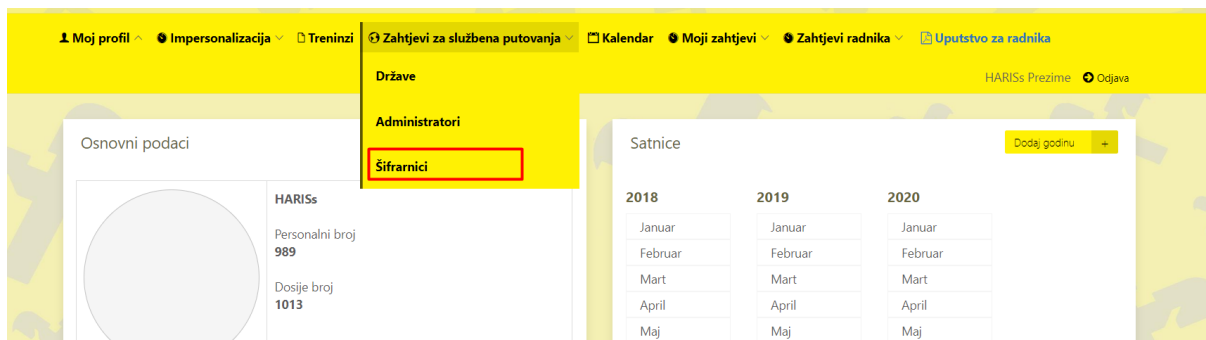 Moj profil Impersonalizacija Treninzi Zahtjevi za službena putovanja Kalendar Moji zahtjevi Zahtjevi radnika Uputstvo za radnika
HARISs Prezime Odjava
Države
Administratori
Šifrarnici
Osnovni podaci
HARISs
Personalni broj
989
Dosije broj
1013
Satnice
Dodaj godinu +
2018 2019 2020
Januar Januar Januar
Februar Februar Februar
Mart Mart Mart
April April April
Maj Maj Maj